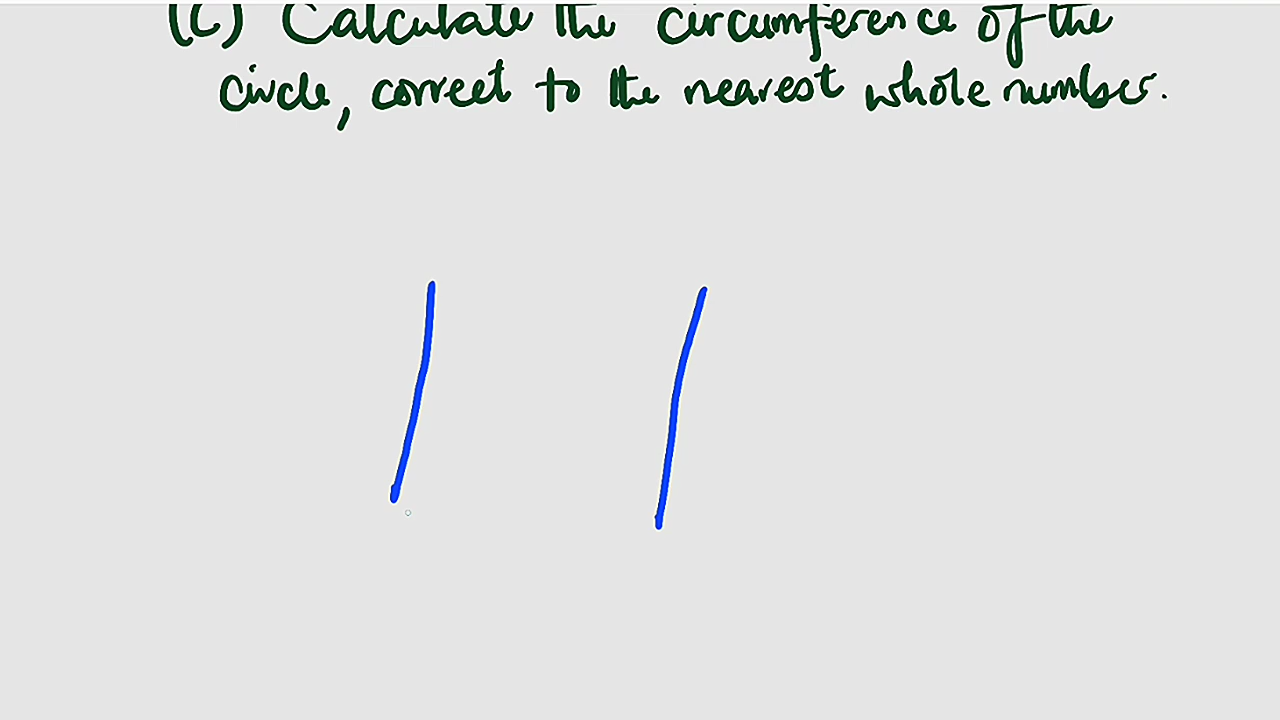 (c) Calculate the circumference of the
circle, correct to the nearest whole number.